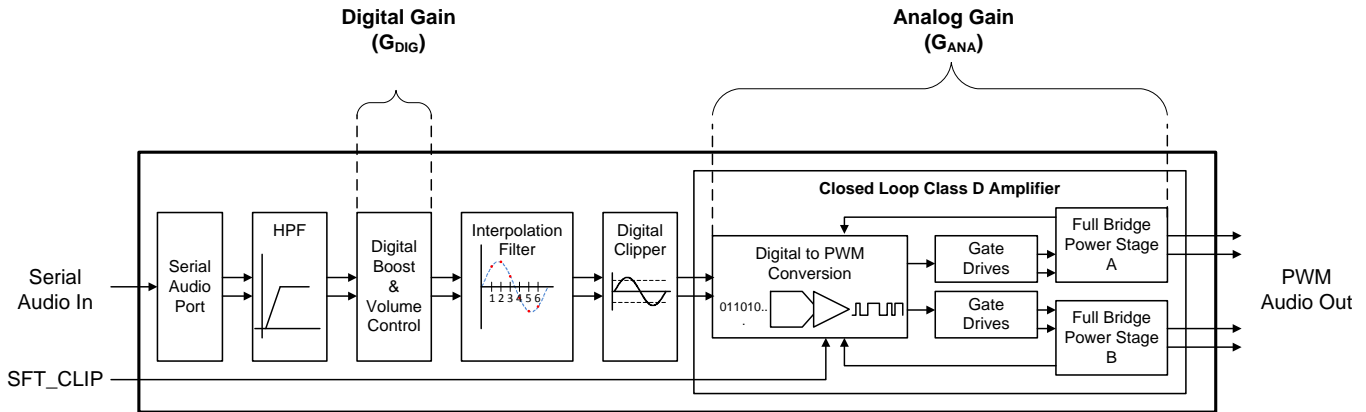 Digital Gain
(GDIG)
Analog Gain
(GANA)
Closed Loop Class D Amplifier
Serial
Audio In
Serial
Audio
Port
HPF
Digital
Boost
&
Volume
Control
Interpolation
Filter
1 2 3 4 5 6
Digital
Clipper
Digital to PWM
Conversion
011010..
.
Gate
Drives
Gate
Drives
Full Bridge
Power Stage
A
Full Bridge
Power Stage
B
PWM
Audio Out
SFT_CLIP